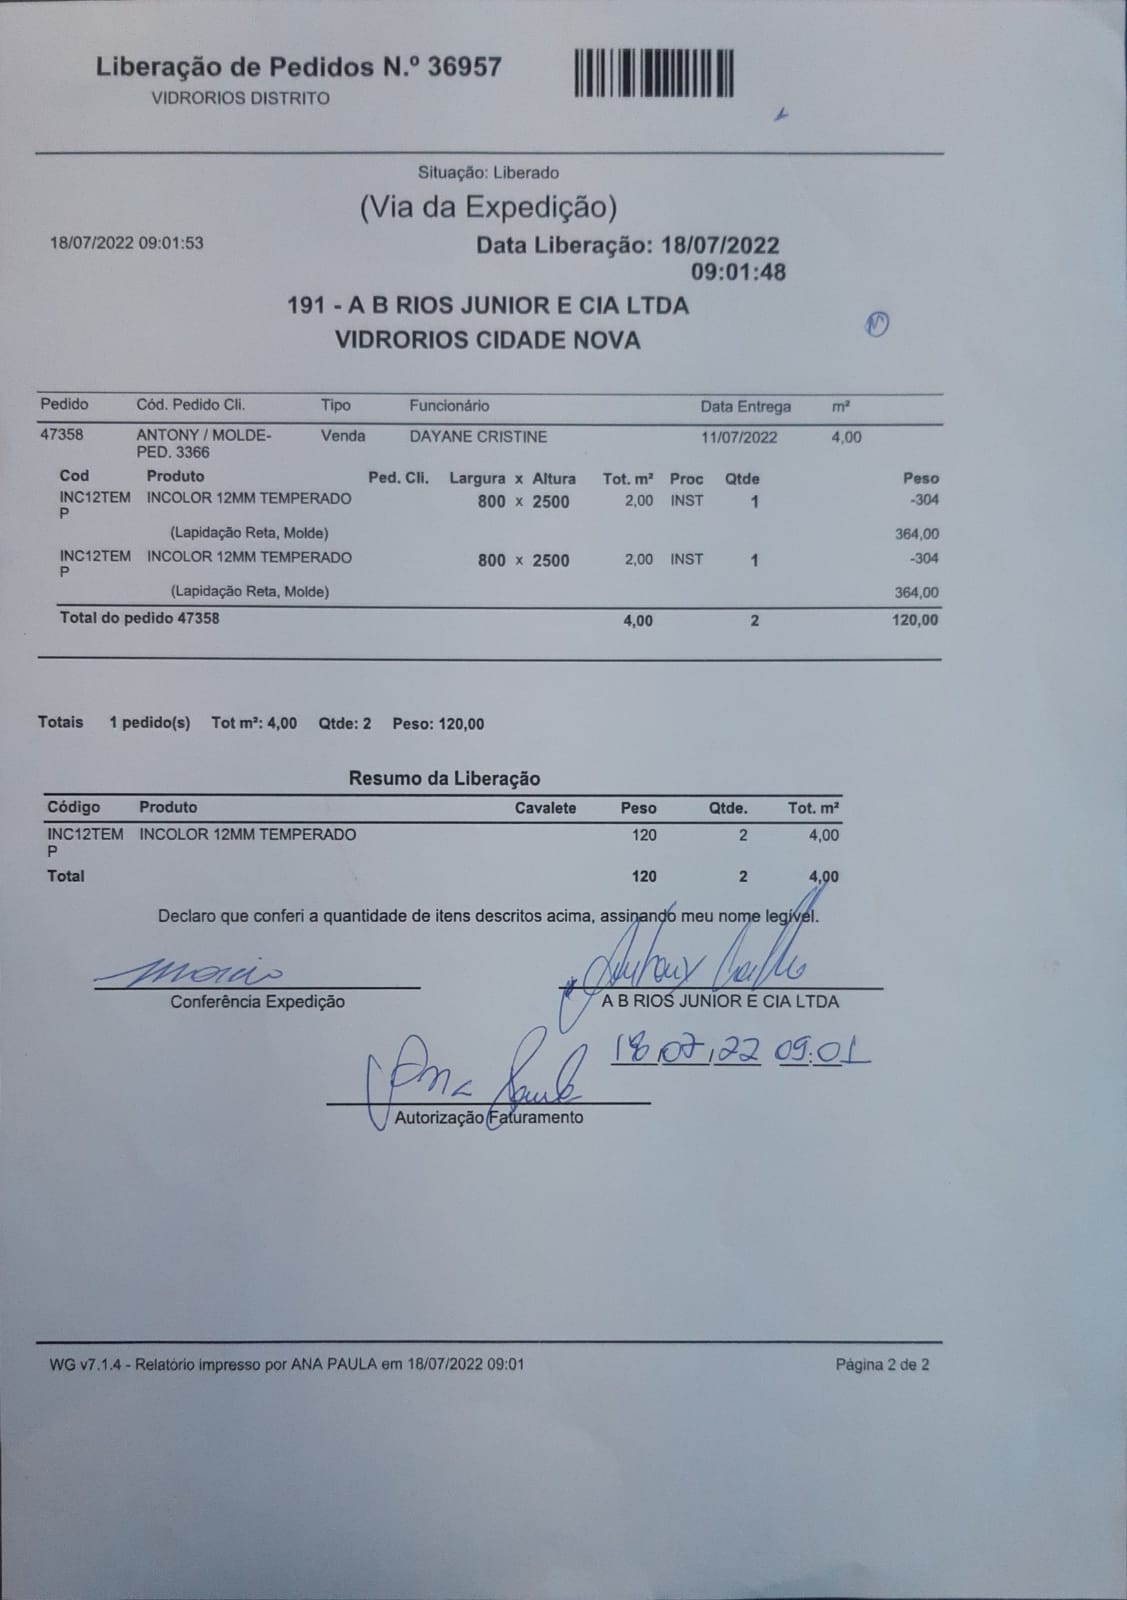 Liberação de Pedidos N.º 36957
VIDRORIOS DISTRITO
Situação: Liberado
(Via da Expedição)
18/07/2022 09:01:53
Data Liberação: 18/07/2022
09:01:48
191 - A B RIOS JUNIOR E CIA LTDA
VIDRORIOS CIDADE NOVA
Pedido Cód. Pedido Cli. Tipo Funcionário Data Entrega m²
47358 ANTONY / MOLDE- Venda DAYANE CRISTINE 11/07/2022 4,00
PED. 3366
Cod Produto Ped. Cli. Largura x Altura Tot. m² Proc Qtde Peso
INC12TEM INCOLOR 12MM TEMPERADO 800 x 2500 2,00 INST 1 -304
P
(Lapidação Reta, Molde) 364,00
INC12TEM INCOLOR 12MM TEMPERADO 800 x 2500 2,00 INST 1 -304
P
(Lapidação Reta, Molde) 364,00
Total do pedido 47358 4,00 2 120,00
Totais 1 pedido(s) Tot m²: 4,00 Qtde: 2 Peso: 120,00
Resumo da Liberação
Código Produto Cavalete Peso Qtde. Tot. m²
INC12TEM INCOLOR 12MM TEMPERADO 120 2 4,00
P
Total 120 2 4,00
Declaro que conferi a quantidade de itens descritos acima, assinando meu nome legível.
Marcio
Conferência Expedição A B RIOS JUNIOR E CIA LTDA
18/07/22 09:01
Ana Paula
Autorização Faturamento
WG v7.1.4 - Relatório impresso por ANA PAULA em 18/07/2022 09:01 Página 2 de 2